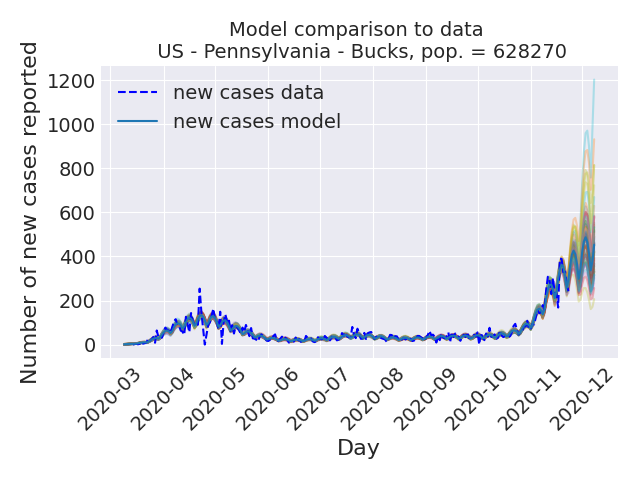 Model comparison to data
US - Pennsylvania - Bucks, pop. = 628270
Number of new cases reported
1200
1000
800
600
400
200
0
new cases data
new cases model
2020-03
2020-04
2020-05
2020-06
2020-07
2020-08
2020-09
2020-10
2020-11
2020-12
Day